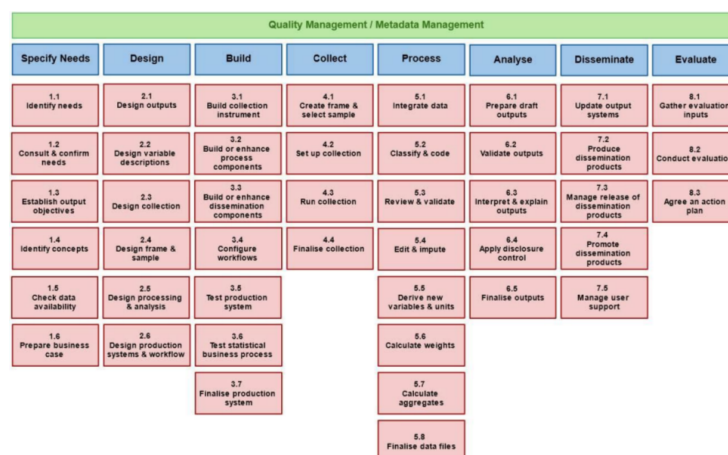 Quality Management / Metadata Management
Specify Needs
Design
Build
Collect
Process
Analyse
Disseminate
Evaluate
1.1
Identify needs
2.1
Design outputs
3.1
Build collection
instrument
4.1
Create frame &
select sample
5.1
Integrate data
6.1
Prepare draft
outputs
7.1
Update output
systems
8.1
Gather evaluation
inputs
1.2
Consult & confirm
needs
2.2
Design variable
descriptions
3.2
Build or enhance
process
components
4.2
Set up collection
5.2
Classify & code
6.2
Validate outputs
7.2
Produce
dissemination
products
8.2
Conduct evaluation
1.3
Establish output
objectives
2.3
Design collection
3.3
Build or enhance
dissemination
components
4.3
Run collection
5.3
Review & validate
6.3
Interpret & explain
outputs
7.3
Manage release of
dissemination
products
8.3
Agree an action
plan
1.4
Identify concepts
2.4
Design frame &
sample
3.4
Configure
workflows
4.4
Finalise collection
5.4
Edit & impute
6.4
Apply disclosure
control
7.4
Promote
dissemination
products
1.5
Check data
availability
2.5
Design processing
& analysis
3.5
Test production
system
5.5
Derive new
variables & units
6.5
Finalise outputs
7.5
Manage user
support
1.6
Prepare business
case
2.6
Design production
systems & workflow
3.6
Test statistical
business process
5.6
Calculate weights
3.7
Finalise production
system
5.7
Calculate
aggregates
5.8
Finalise data files